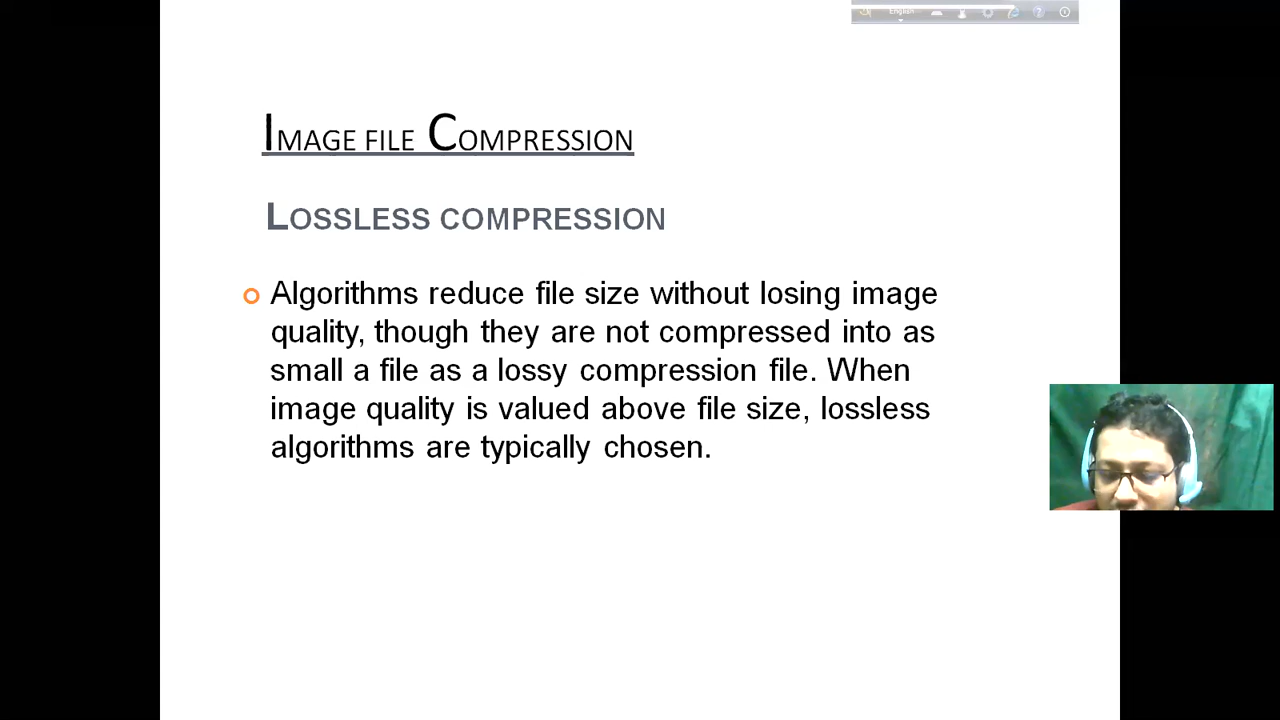 English
IMAGE FILE COMPRESSION
LOSSLESS COMPRESSION
Algorithms reduce file size without losing image
quality, though they are not compressed into as
small a file as a lossy compression file. When
image quality is valued above file size, lossless
algorithms are typically chosen.